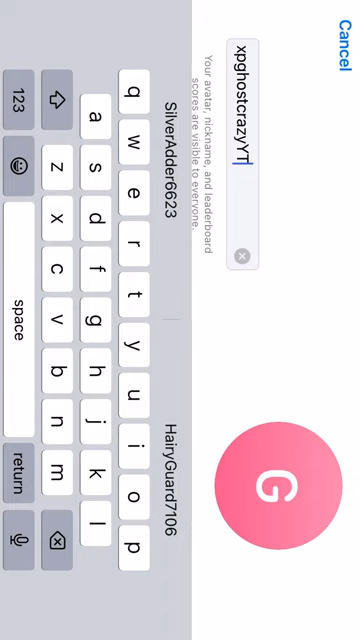 Cancel
xpghostcrazyYT
Your avatar, nickname, and leaderboard
scores are visible to everyone.
G
SilverAdder6623
HairyGuard7106
q w e r t y u i o p
a s d f g h j k l
z x c v b n m
123
space
return